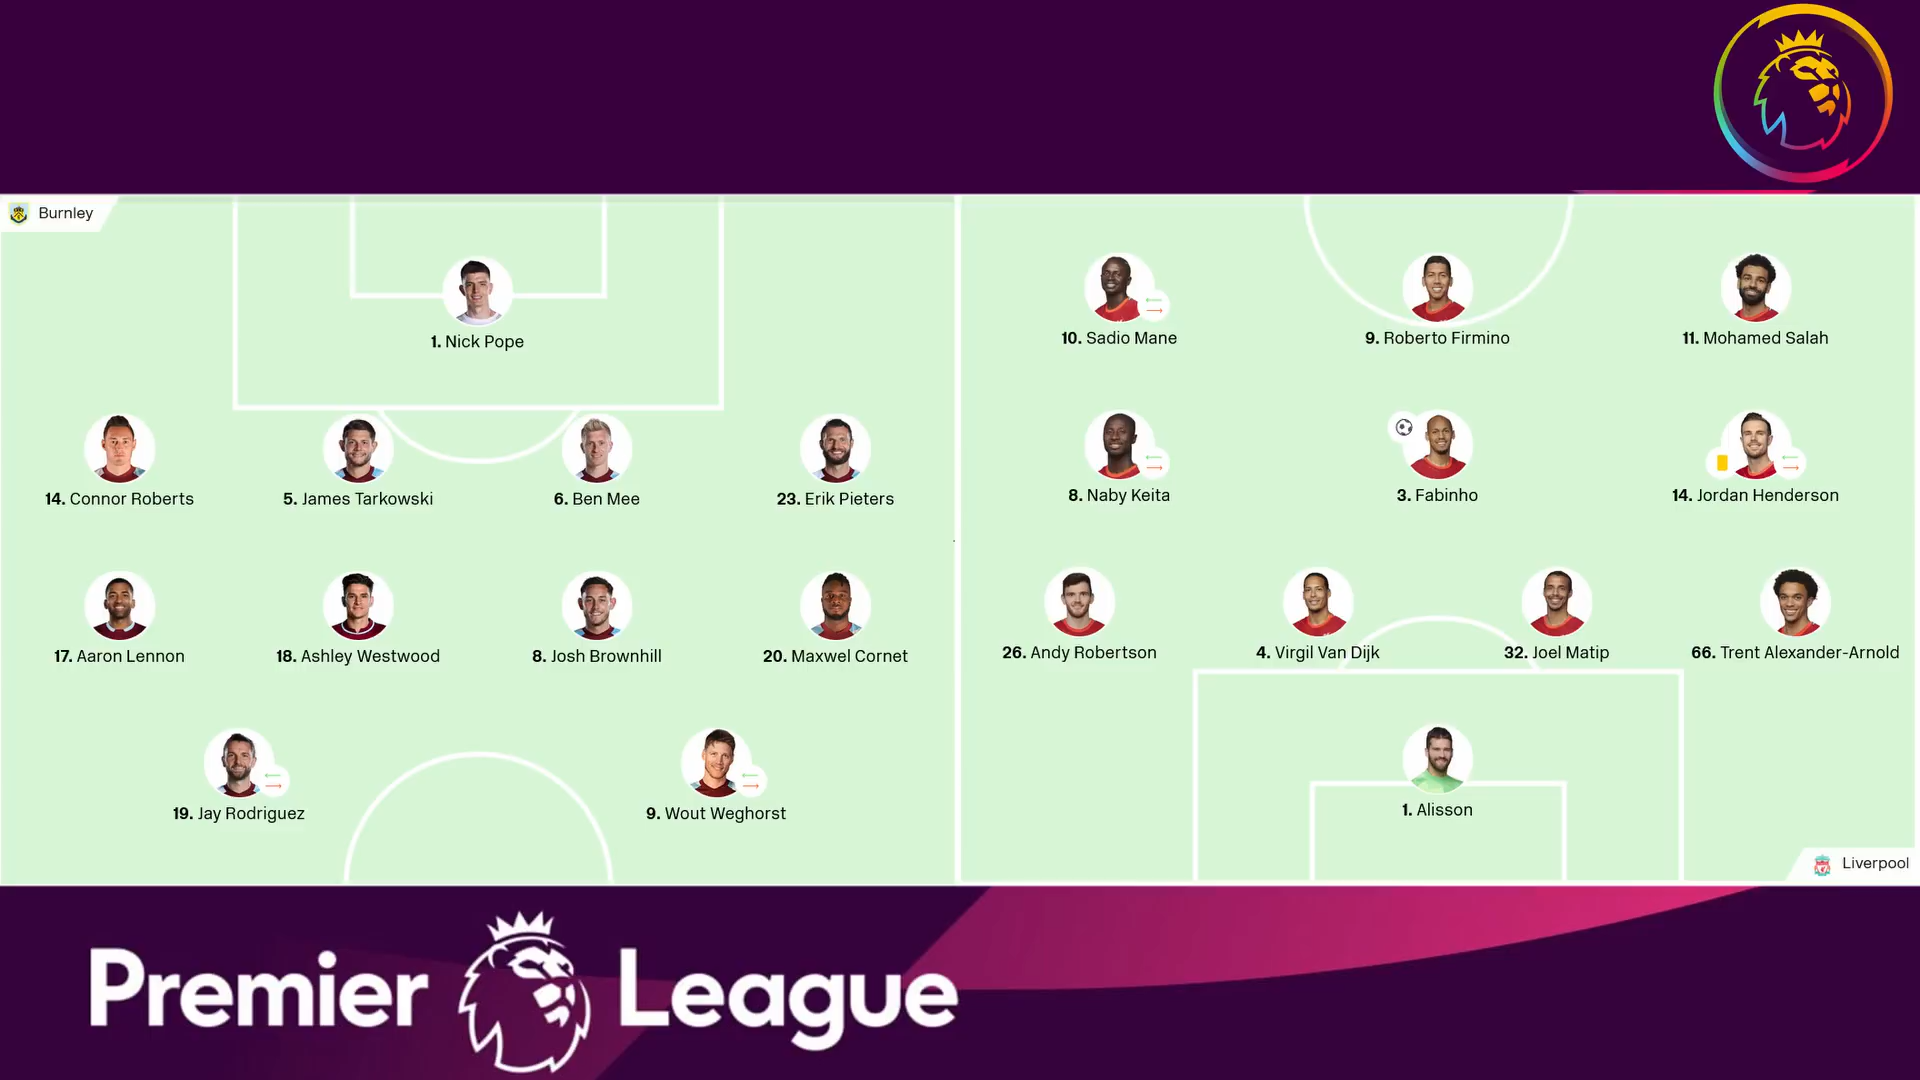 Burnley
1. Nick Pope
14. Connor Roberts
5. James Tarkowski
6. Ben Mee
23. Erik Pieters
17. Aaron Lennon
18. Ashley Westwood
8. Josh Brownhill
20. Maxwel Cornet
19. Jay Rodriguez
9. Wout Weghorst
10. Sadio Mane
9. Roberto Firmino
11. Mohamed Salah
8. Naby Keita
3. Fabinho
14. Jordan Henderson
26. Andy Robertson
4. Virgil Van Dijk
32. Joel Matip
66. Trent Alexander-Arnold
1. Alisson
Liverpool
Premier League